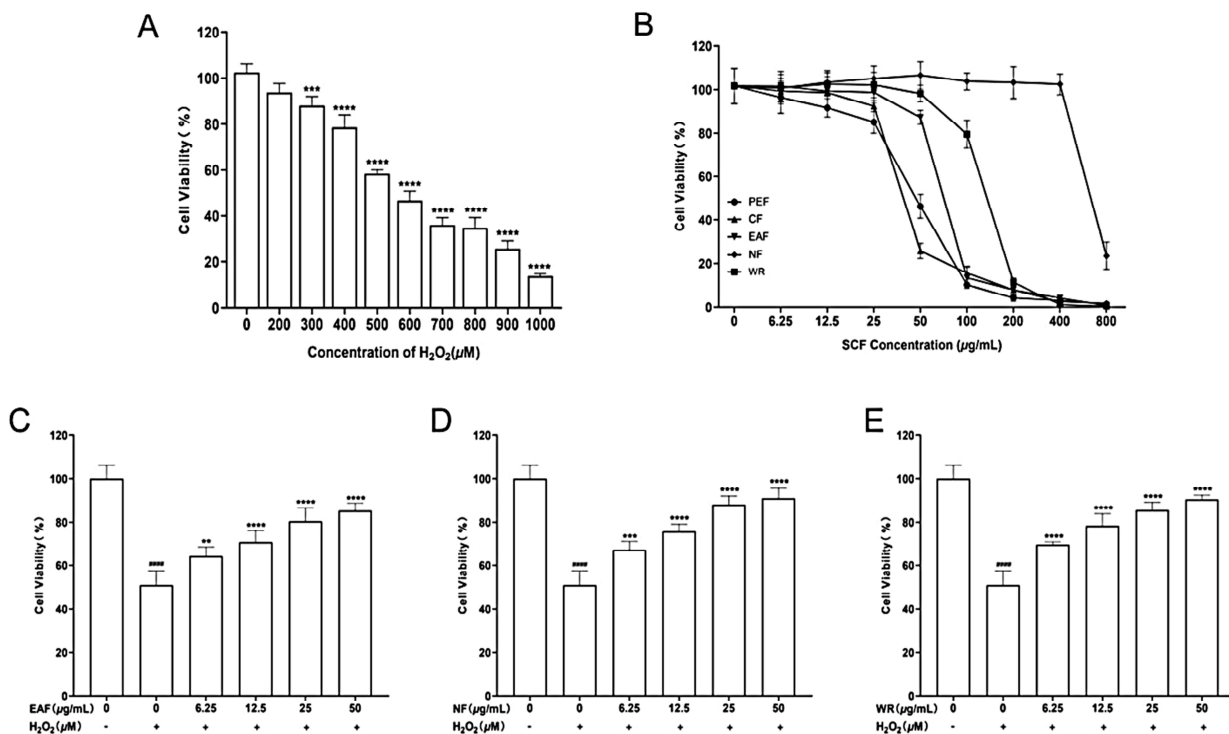 A
120
100
80
60
40
20
0
Cell Viability ( %)
***
****
****
****
****
****
****
****
0 200 300 400 500 600 700 800 900 1000
Concentration of H₂O₂(μM)
B
120
100
80
60
40
20
0
Cell Viability ( %)
PEF
CF
EAF
NF
WR
0 6.25 12.5 25 50 100 200 400 800
SCF Concentration (μg/mL)
C
120
100
80
60
40
20
0
Cell Viability ( %)
####
**
****
****
****
EAF(μg/mL) 0 0 6.25 12.5 25 50
H₂O₂(μM) - + + + + +
D
120
100
80
60
40
20
0
Cell Viability ( %)
####
***
****
****
****
NF(μg/mL) 0 0 6.25 12.5 25 50
H₂O₂(μM) - + + + + +
E
120
100
80
60
40
20
0
Cell Viability ( %)
####
****
****
****
****
WR(μg/mL) 0 0 6.25 12.5 25 50
H₂O₂(μM) - + + + + +